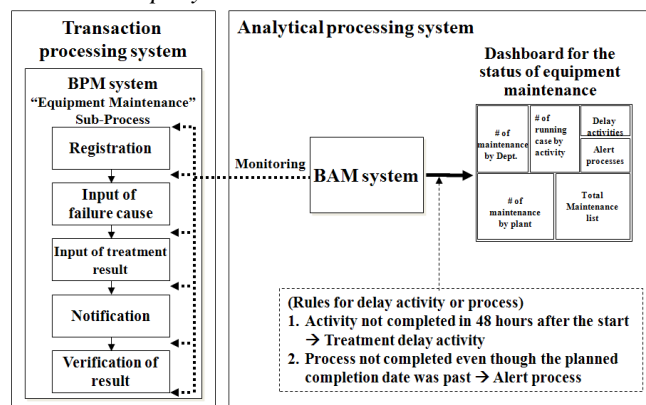 Transaction
processing system
BPM system
“Equipment Maintenance”
Sub-Process
Registration
Input of
failure cause
Input of treatment
result
Notification
Verification of
result
Analytical processing system
Monitoring
BAM system
Dashboard for the
status of equipment
maintenance
# of
maintenance
by Dept.
# of
running
case by
activity
Delay
activities
Alert
processes
# of
maintenance
by plant
Total
Maintenance
list
(Rules for delay activity or process)
1. Activity not completed in 48 hours after the start
→ Treatment delay activity
2. Process not completed even though the planned
completion date was past → Alert process